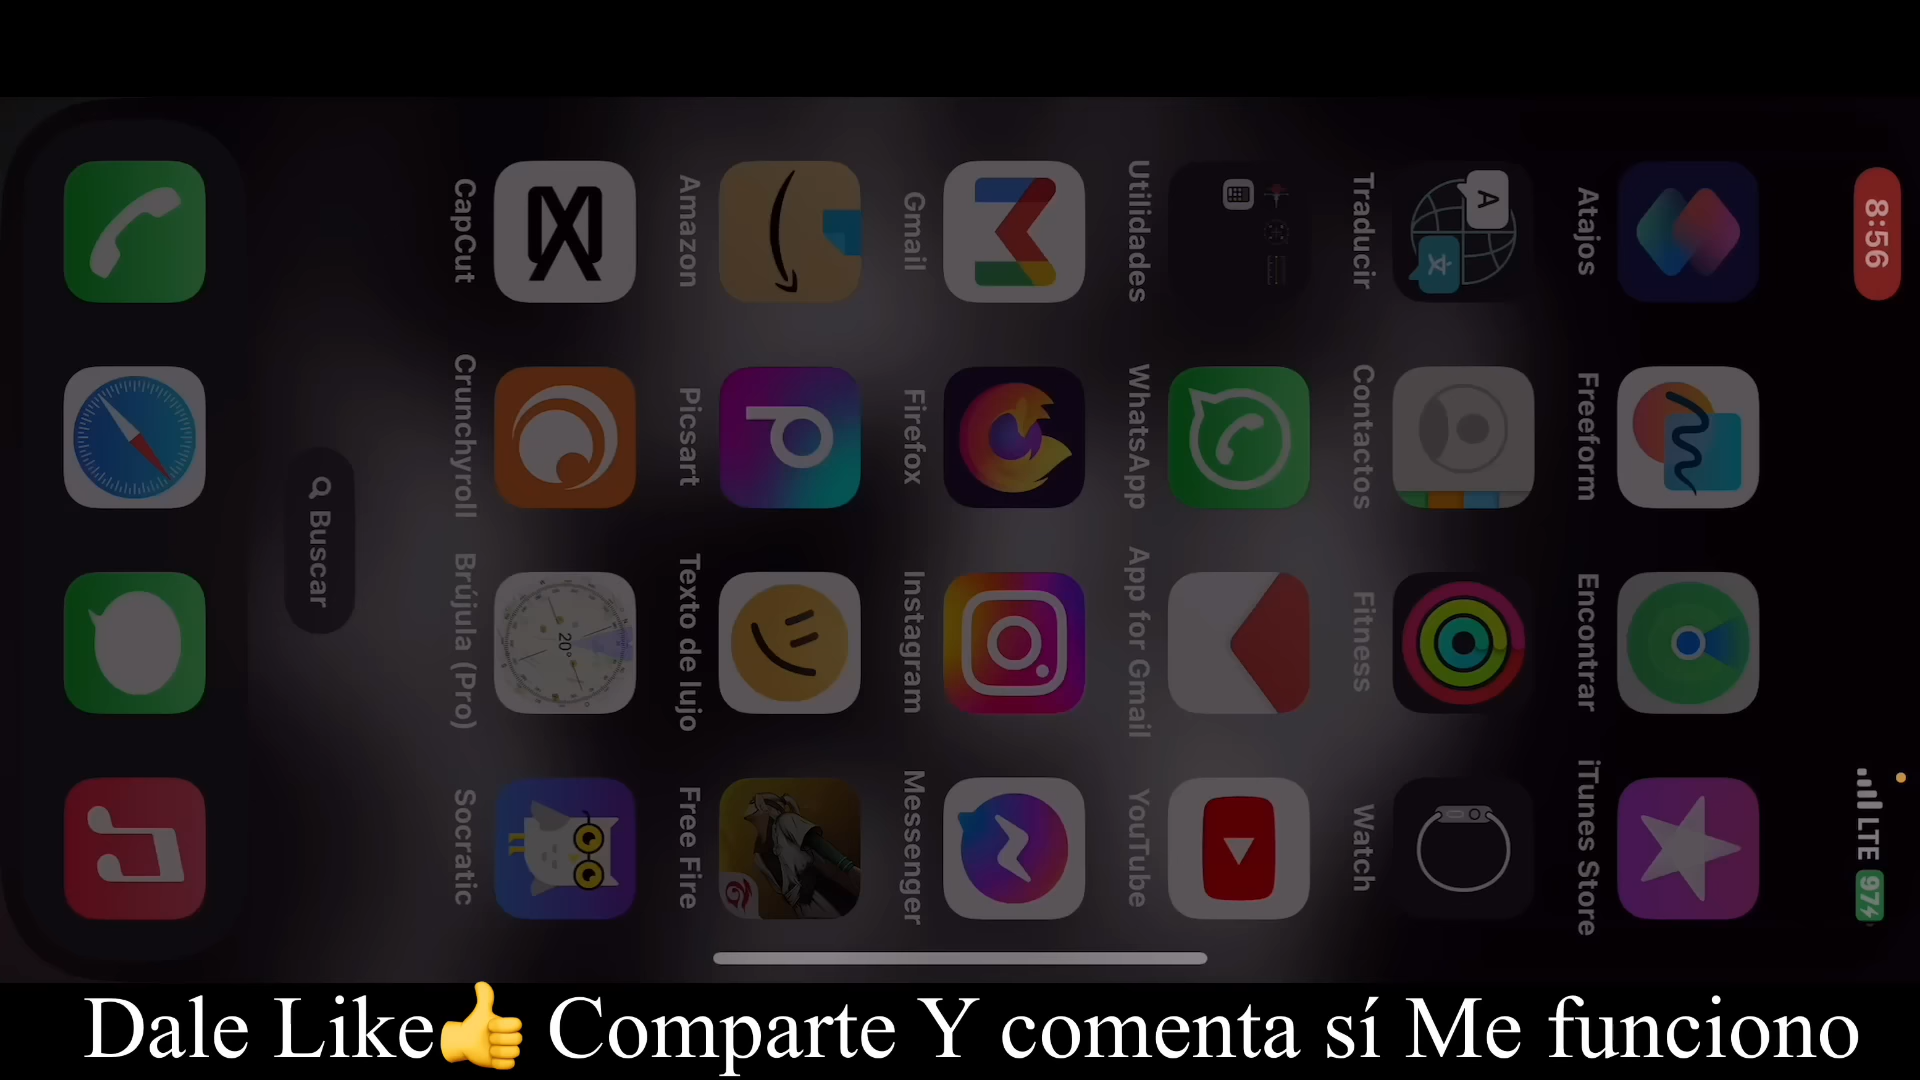 8:56
LTE 97
Atajos
Freeform
Encontrar
iTunes Store
Traducir
Contactos
Fitness
Watch
Utilidades
WhatsApp
App for Gmail
YouTube
Gmail
Firefox
Instagram
Messenger
Amazon
Picsart
Texto de lujo
Free Fire
CapCut
Crunchyroll
Brújula (Pro)
Socratic
Buscar
A
文
20°
Dale Like👍 Comparte Y comenta sí Me funciono